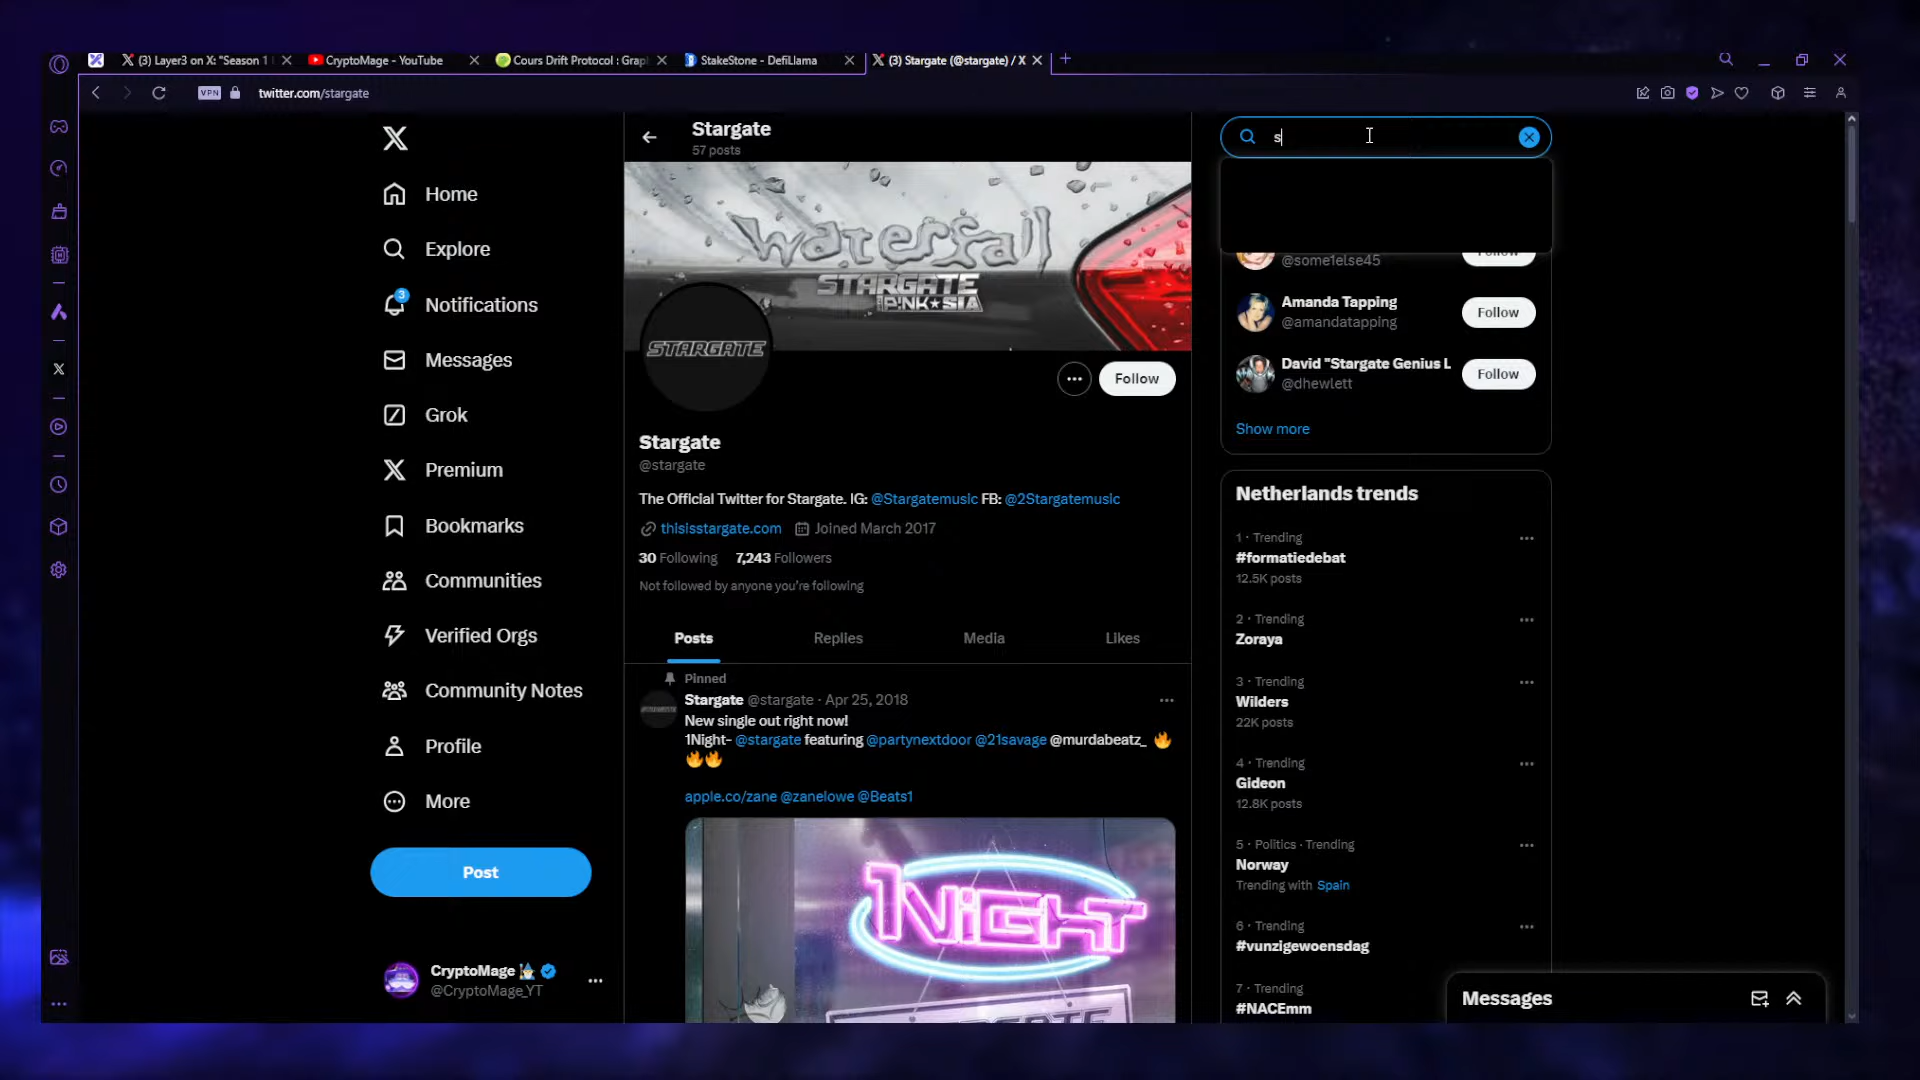 (3) Layer3 on X: "Season 1
CryptoMage - YouTube
Cours Drift Protocol : Grap
StakeStone - DefiLlama
(3) Stargate (@stargate) / X
VPN
twitter.com/stargate
Home
Explore
3
Notifications
Messages
Grok
Premium
Bookmarks
Communities
Verified Orgs
Community Notes
Profile
More
Post
CryptoMage
@CryptoMage_YT
Stargate
57 posts
Waterfall
STARGATE
P!NK★SIA
STARGATE
Follow
Stargate
@stargate
The Official Twitter for Stargate. IG: @Stargatemusic FB: @2Stargatemusic
thisisstargate.com Joined March 2017
30 Following 7,243 Followers
Not followed by anyone you're following
Posts Replies Media Likes
Pinned
Stargate @stargate · Apr 25, 2018
New single out right now!
1Night- @stargate featuring @partynextdoor @21savage @murdabeatz_
apple.co/zane @zanelowe @Beats1
1NIGHT
s
@some1else45
Follow
Amanda Tapping
@amandatapping
Follow
David "Stargate Genius L
@dhewlett
Follow
Show more
Netherlands trends
1 · Trending
#formatiedebat
12.5K posts
2 · Trending
Zoraya
3 · Trending
Wilders
22K posts
4 · Trending
Gideon
12.8K posts
5 · Politics · Trending
Norway
Trending with Spain
6 · Trending
#vunzigewoensdag
7 · Trending
#NACEmm
Messages